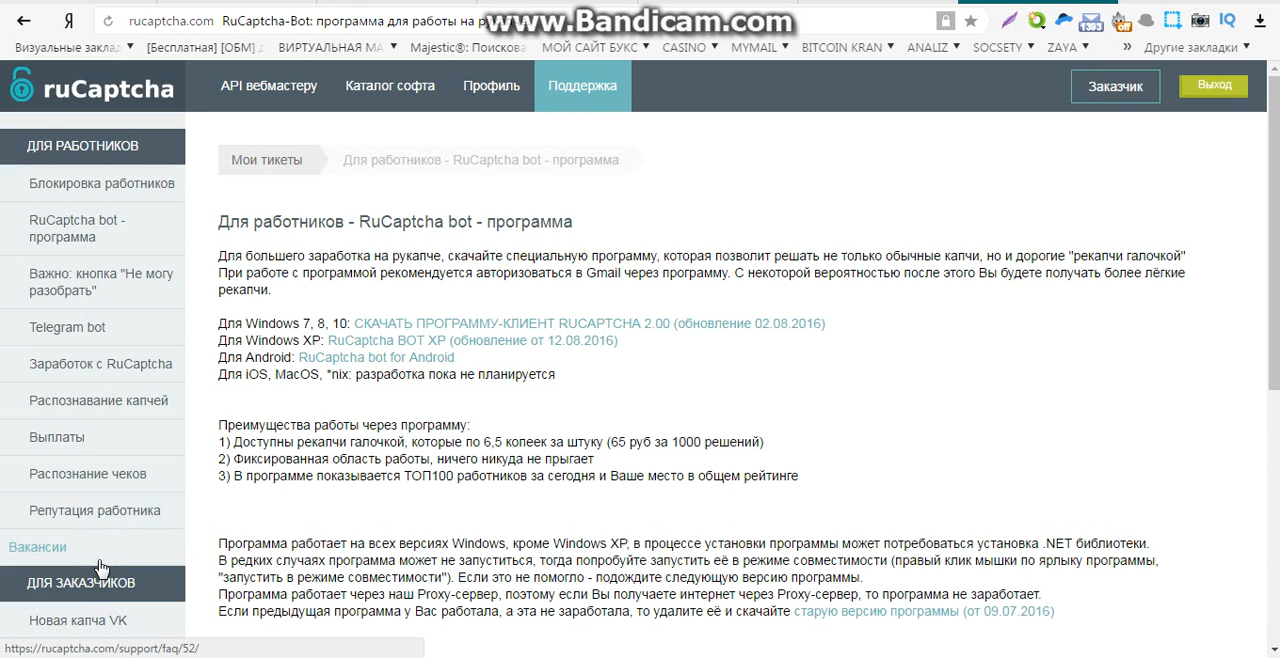 Я rucaptcha.com RuCaptcha-Bot: программа для работы на
www.Bandicam.com
1393 off IQ
Визуальные заклад [Бесплатная] [ОБМ] ВИРТУАЛЬНАЯ МА Majestic®: Поискова МОЙ САЙТ БУКС CASINO MYMAIL BITCOIN KRAN ANALIZ SOCSETY ZAYA » Другие закладки
ruCaptcha API вебмастеру Каталог софта Профиль Поддержка Заказчик Выход
ДЛЯ РАБОТНИКОВ
Блокировка работников
RuCaptcha bot -
программа
Важно: кнопка "Не могу
разобрать"
Telegram bot
Заработок с RuCaptcha
Распознавание капчей
Выплаты
Распознание чеков
Репутация работника
Вакансии
ДЛЯ ЗАКАЗЧИКОВ
Новая капча VK
Мои тикеты Для работников - RuCaptcha bot - программа
Для работников - RuCaptcha bot - программа
Для большего заработка на рукапче, скачайте специальную программу, которая позволит решать не только обычные капчи, но и дорогие "рекапчи галочкой"
При работе с программой рекомендуется авторизоваться в Gmail через программу. С некоторой вероятностью после этого Вы будете получать более лёгкие
рекапчи.
Для Windows 7, 8, 10: СКАЧАТЬ ПРОГРАММУ-КЛИЕНТ RUCAPTCHA 2.00 (обновление 02.08.2016)
Для Windows XP: RuCaptcha BOT XP (обновление от 12.08.2016)
Для Android: RuCaptcha bot for Android
Для iOS, MacOS, *nix: разработка пока не планируется
Преимущества работы через программу:
1) Доступны рекапчи галочкой, которые по 6,5 копеек за штуку (65 руб за 1000 решений)
2) Фиксированная область работы, ничего никуда не прыгает
3) В программе показывается ТОП100 работников за сегодня и Ваше место в общем рейтинге
Программа работает на всех версиях Windows, кроме Windows XP, в процессе установки программы может потребоваться установка .NET библиотеки.
В редких случаях программа может не запуститься, тогда попробуйте запустить её в режиме совместимости (правый клик мышки по ярлыку программы,
"запустить в режиме совместимости"). Если это не помогло - подождите следующую версию программы.
Программа работает через наш Proxy-сервер, поэтому если Вы получаете интернет через Proxy-сервер, то программа не заработает.
Если предыдущая программа у Вас работала, а эта не заработала, то удалите её и скачайте старую версию программы (от 09.07.2016)
https://rucaptcha.com/support/faq/52/